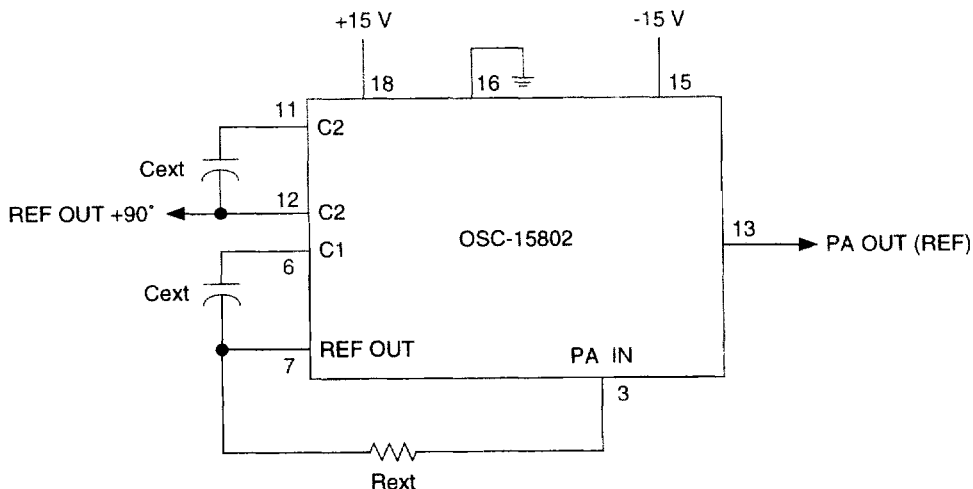 +15 V
-15 V
18
16
15
11
C2
Cext
12
REF OUT +90°
C2
OSC-15802
13
PA OUT (REF)
C1
6
Cext
REF OUT
7
PA IN
3
Rext